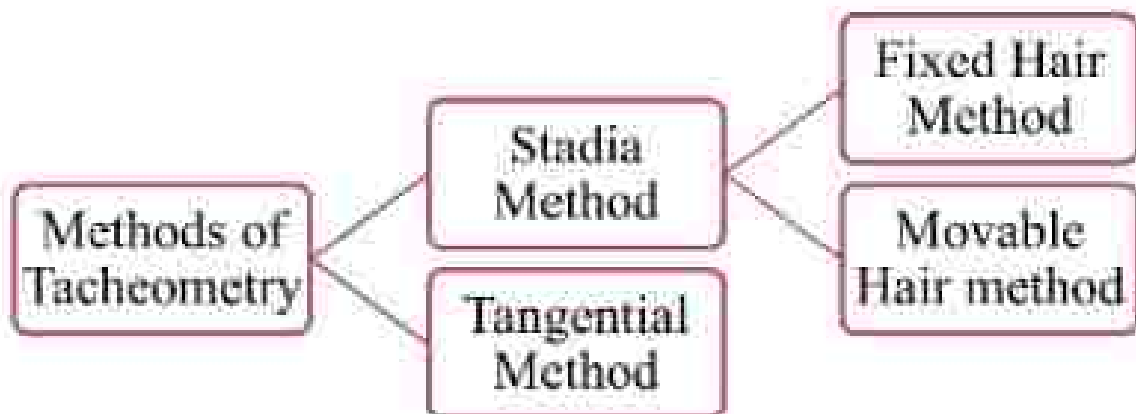 Methods of
Tacheometry
Stadia
Method
Tangential
Method
Fixed Hair
Method
Movable
Hair method